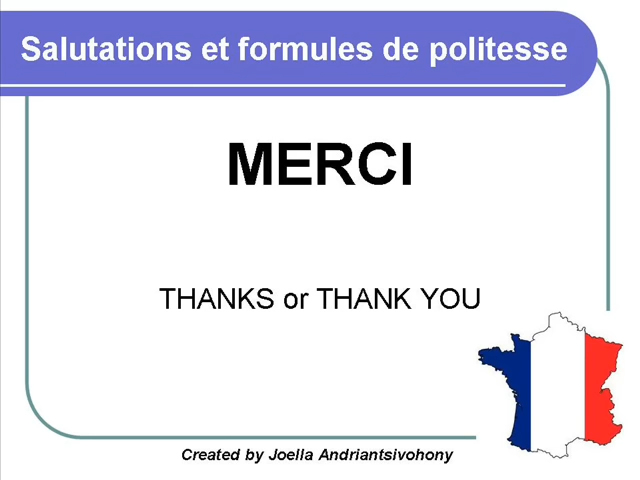 Salutations et formules de politesse
MERCI
THANKS or THANK YOU
Created by Joella Andriantsivohony